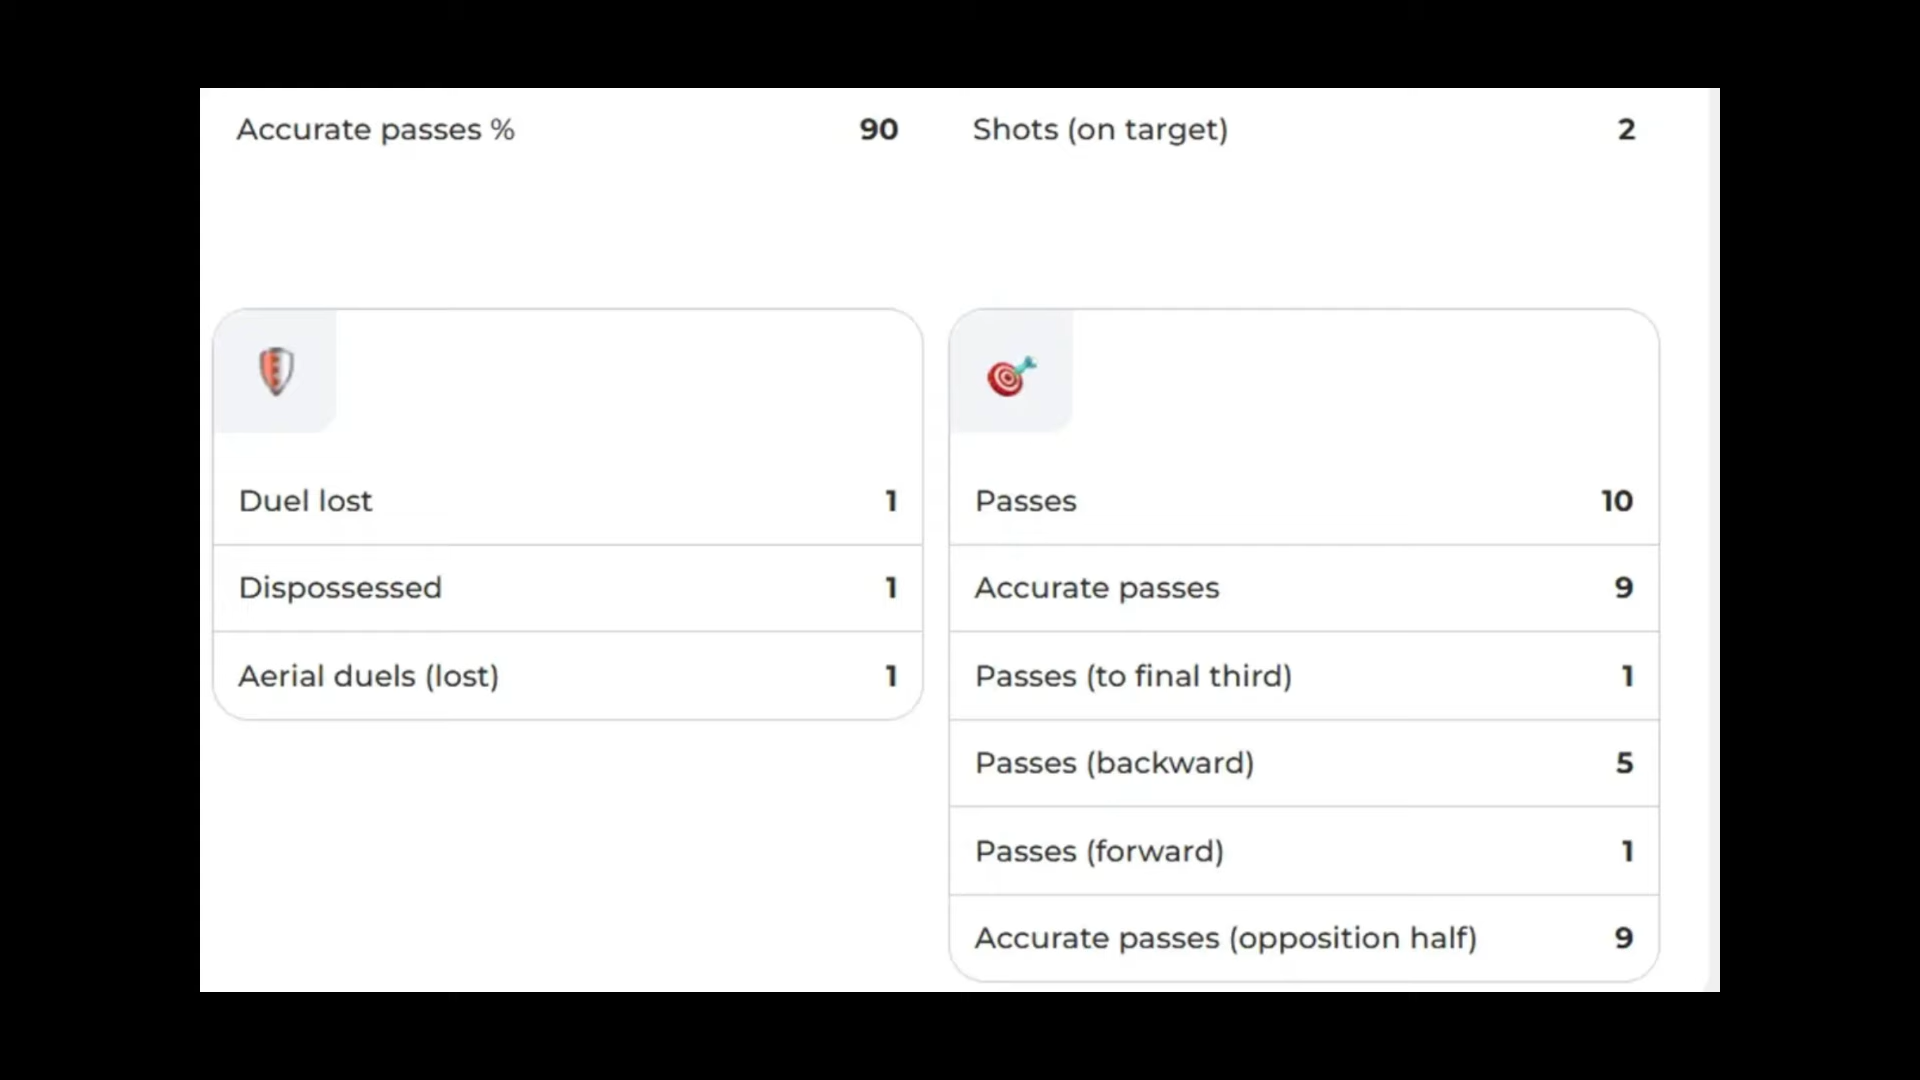 Accurate passes % 90
Shots (on target) 2
Duel lost 1
Dispossessed 1
Aerial duels (lost) 1
Passes 10
Accurate passes 9
Passes (to final third) 1
Passes (backward) 5
Passes (forward) 1
Accurate passes (opposition half) 9